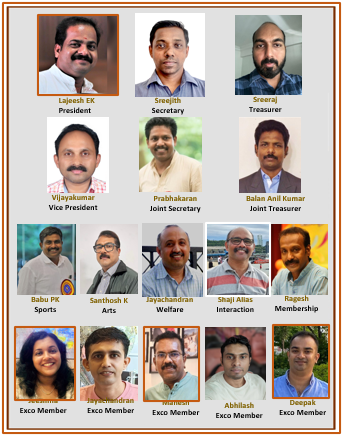 Lajeesh EK Sreejith Sreeraj
President Secretary Treasurer
Vijayakumar Prabhakaran Balan Anil Kumar
Vice President Joint Secretary Joint Treasurer
Babu PK Santhosh K Jayachandran Shaji Alias Ragesh
Sports Arts Welfare Interaction Membership
Jayachandran Mahesh Abhilash Deepak
Exco Member Exco Member Exco Member Exco Member Exco Member